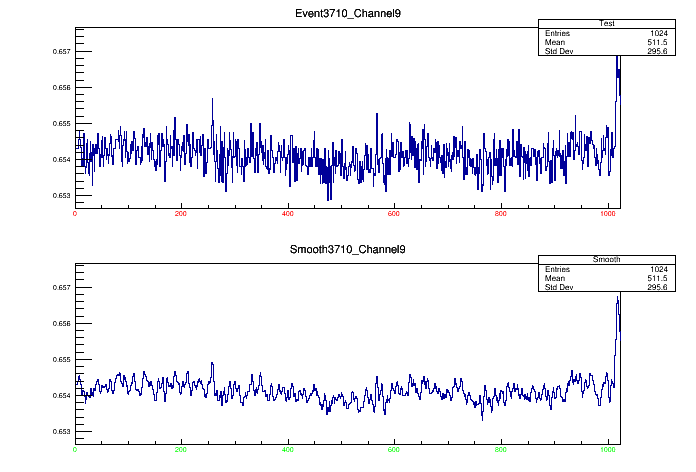 Event3710_Channel9
Test
Entries 1024
Mean 511.5
Std Dev 295.6
0.657
0.656
0.655
0.654
0.653
0 200 400 600 800 1000
Smooth3710_Channel9
Smooth
Entries 1024
Mean 511.5
Std Dev 295.6
0.657
0.656
0.655
0.654
0.653
0 200 400 600 800 1000